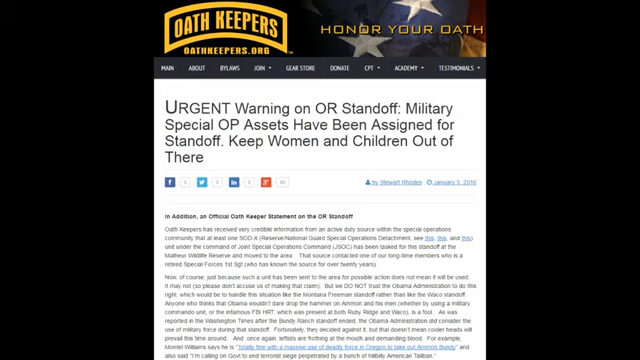 OATH KEEPERS
OATHKEEPERS.ORG
HONOR YOUR OATH
MAIN ABOUT BYLAWS JOIN GEAR STORE DONATE CPT ACADEMY TESTIMONIALS
URGENT Warning on OR Standoff: Military
Special OP Assets Have Been Assigned for
Standoff. Keep Women and Children Out of
There
by Stewart Rhodes January 5, 2016
In Addition, an Official Oath Keeper Statement on the OR Standoff
Oath Keepers has received very credible information from an active duty source within the special operations
community that at least one SOD-X (Reserve/National Guard Special Operations Detachment, see this, this, and this)
unit under the command of Joint Special Operations Command (JSOC) has been tasked for this standoff at the
Malheur Wildlife Reserve and moved to the area. That source contacted one of our long-time members who is a
retired Special Forces 1st Sgt (who has known the source for over twenty years).
Now, of course, just because such a unit has been sent to the area for possible action does not mean it will be used.
It may not (so please don't accuse us of making that claim). But we DO NOT trust the Obama Administration to do this
right, which would be to handle this situation like the Montana Freeman standoff rather than like the Waco standoff.
Anyone who thinks that Obama wouldn't dare drop the hammer on Ammon and his men (whether by using a military
command unit, or the infamous FBI HRT, which was present at both Ruby Ridge and Waco), is a fool. As was
reported in the Washington Times after the Bundy Ranch standoff ended, the Obama Administration did consider the
use of military force during that standoff. Fortunately, they decided against it, but that doesn't mean cooler heads will
prevail this time around. And once again, leftists are frothing at the mouth and demanding blood. For example,
Montel Williams says he is "Totally fine with a massive use of deadly force in Oregon to take out Ammon Bundy" and
also said "I'm calling on Govt to end terrorist siege perpetrated by a bunch of hillbilly American Taliban."